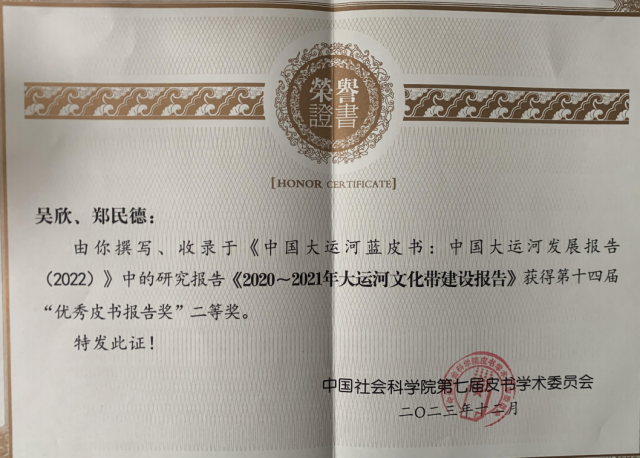 榮譽
證書
[HONOR CERTIFICATE]
吴欣、郑民德：
由你撰写、收录于《中国大运河蓝皮书：中国大运河发展报告
（2022）》中的研究报告《2020～2021年大运河文化带建设报告》获得第十四届
“优秀皮书报告奖”二等奖。
特发此证！
中国社会科学院第七届皮书学术委员会
二〇二三年十二月